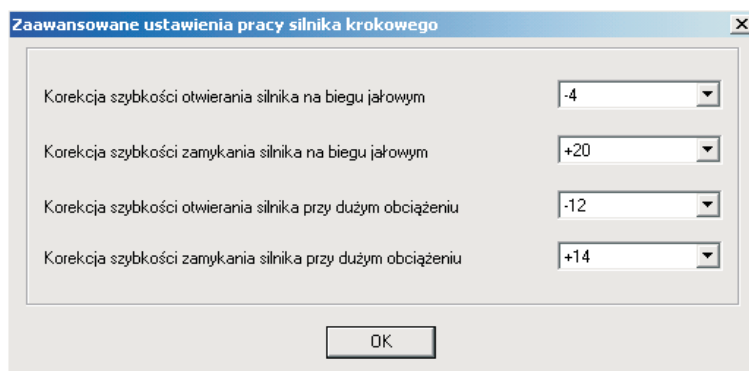 Zaawansowane ustawienia pracy silnika krokowego
Korekcja szybkości otwierania silnika na biegu jałowym -4
Korekcja szybkości zamykania silnika na biegu jałowym +20
Korekcja szybkości otwierania silnika przy dużym obciążeniu -12
Korekcja szybkości zamykania silnika przy dużym obciążeniu +14
OK